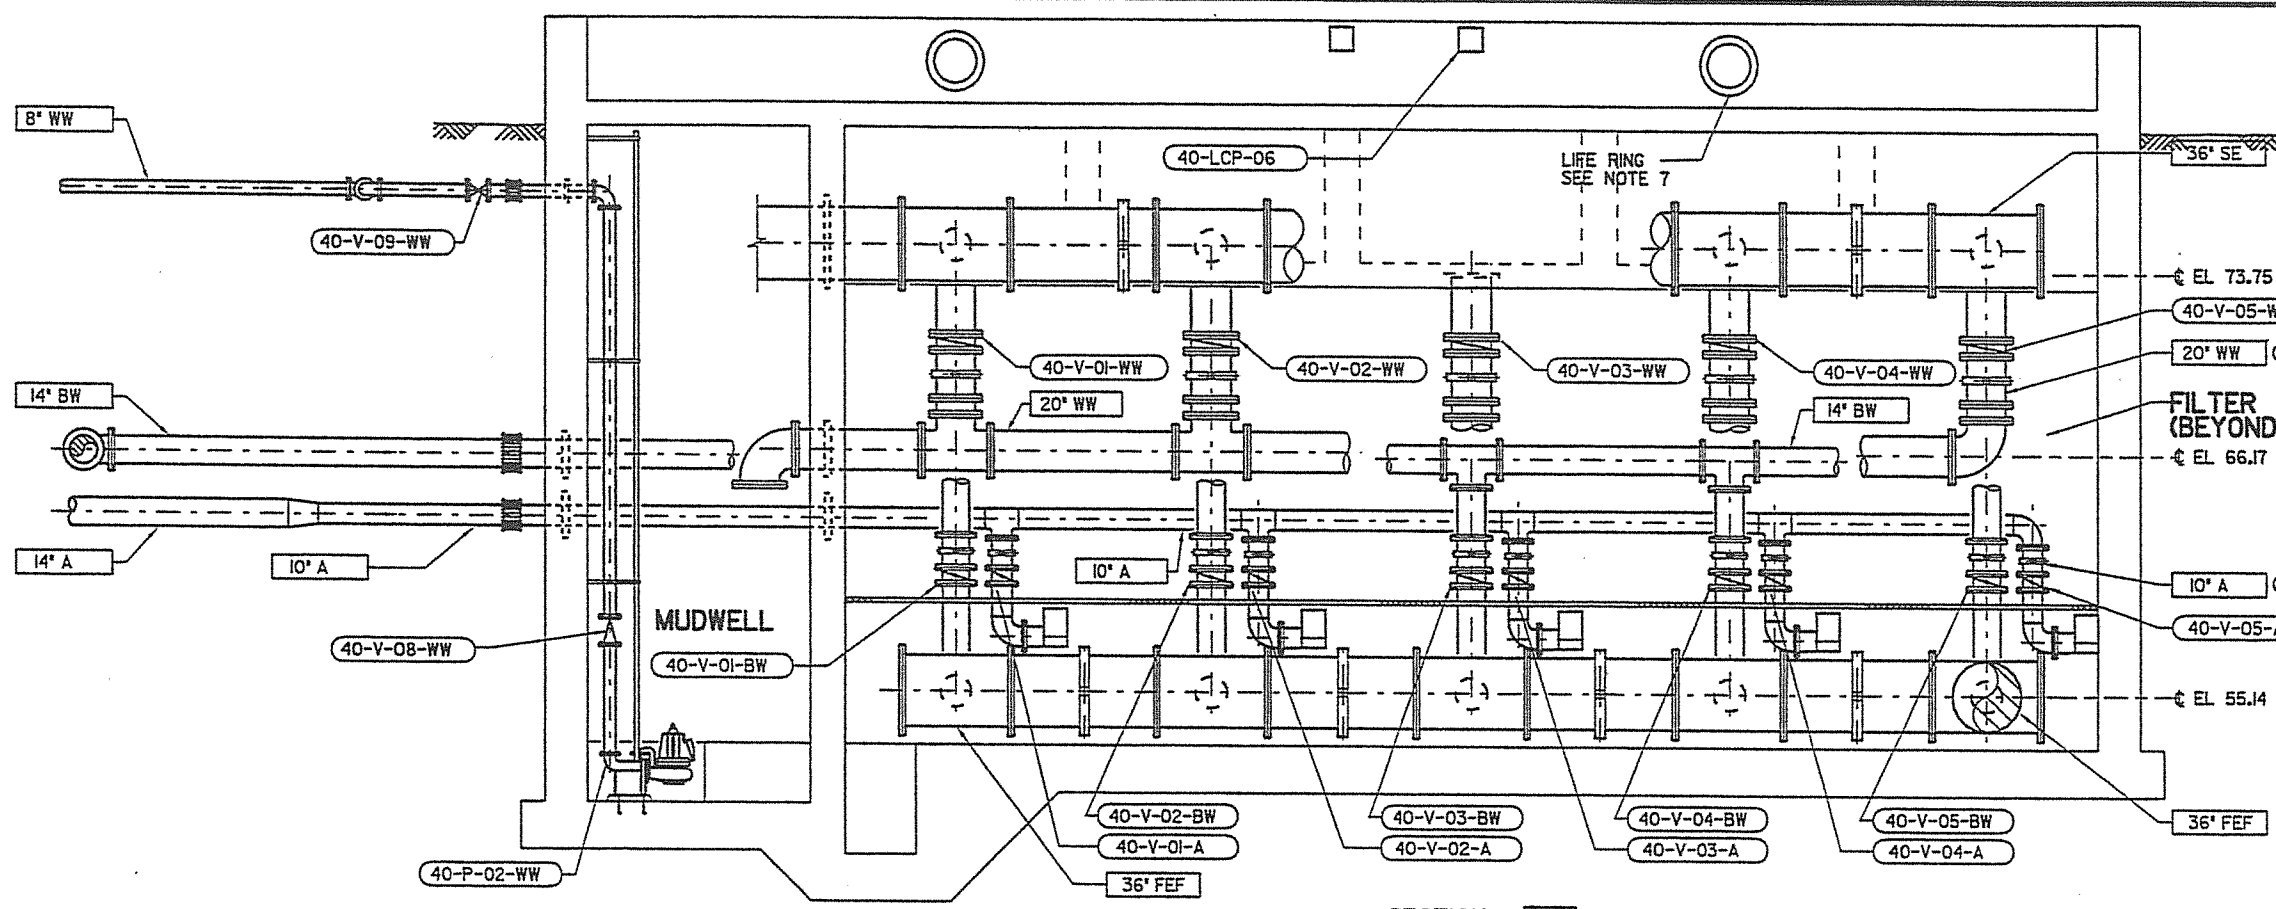 8" WW
40-LCP-06
LIFE RING
SEE NOTE 7
36" SE
40-V-09-WW
℄ EL 73.75
40-V-05-W
40-V-01-WW
40-V-02-WW
40-V-03-WW
40-V-04-WW
20" WW
14" BW
20" WW
14" BW
FILTER
(BEYOND
℄ EL 66.17
14" A
10" A
10" A
10" A
MUDWELL
40-V-08-WW
40-V-01-BW
40-V-05-A
℄ EL 55.14
40-V-02-BW
40-V-03-BW
40-V-04-BW
40-V-05-BW
36" FEF
40-V-01-A
40-V-02-A
40-V-03-A
40-V-04-A
40-P-02-WW
36" FEF